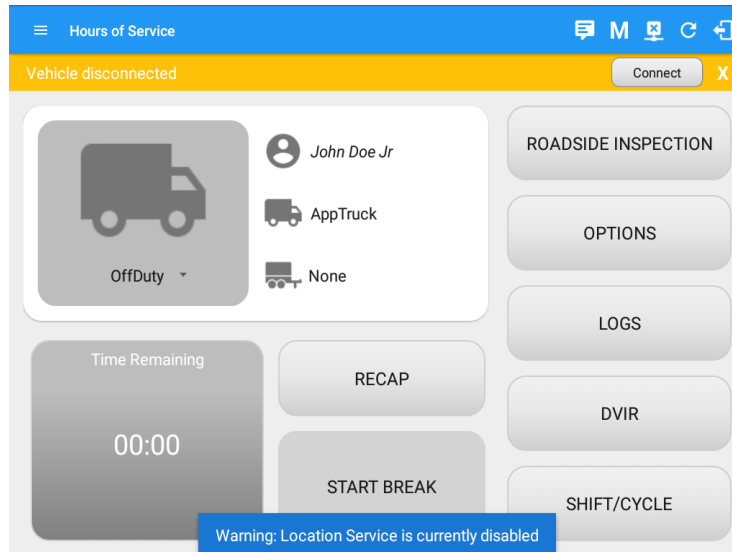 Hours of Service
M
Vehicle disconnected
Connect
X
John Doe Jr
AppTruck
OffDuty
None
ROADSIDE INSPECTION
OPTIONS
LOGS
DVIR
SHIFT/CYCLE
Time Remaining
00:00
RECAP
START BREAK
Warning: Location Service is currently disabled